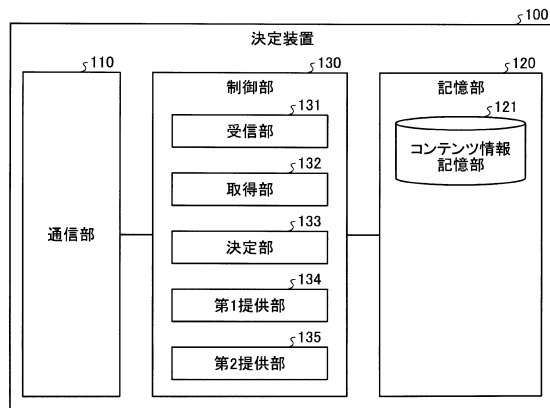 100
決定装置
110
通信部
130
制御部
131
受信部
132
取得部
133
決定部
134
第1提供部
135
第2提供部
120
記憶部
121
コンテンツ情報
記憶部